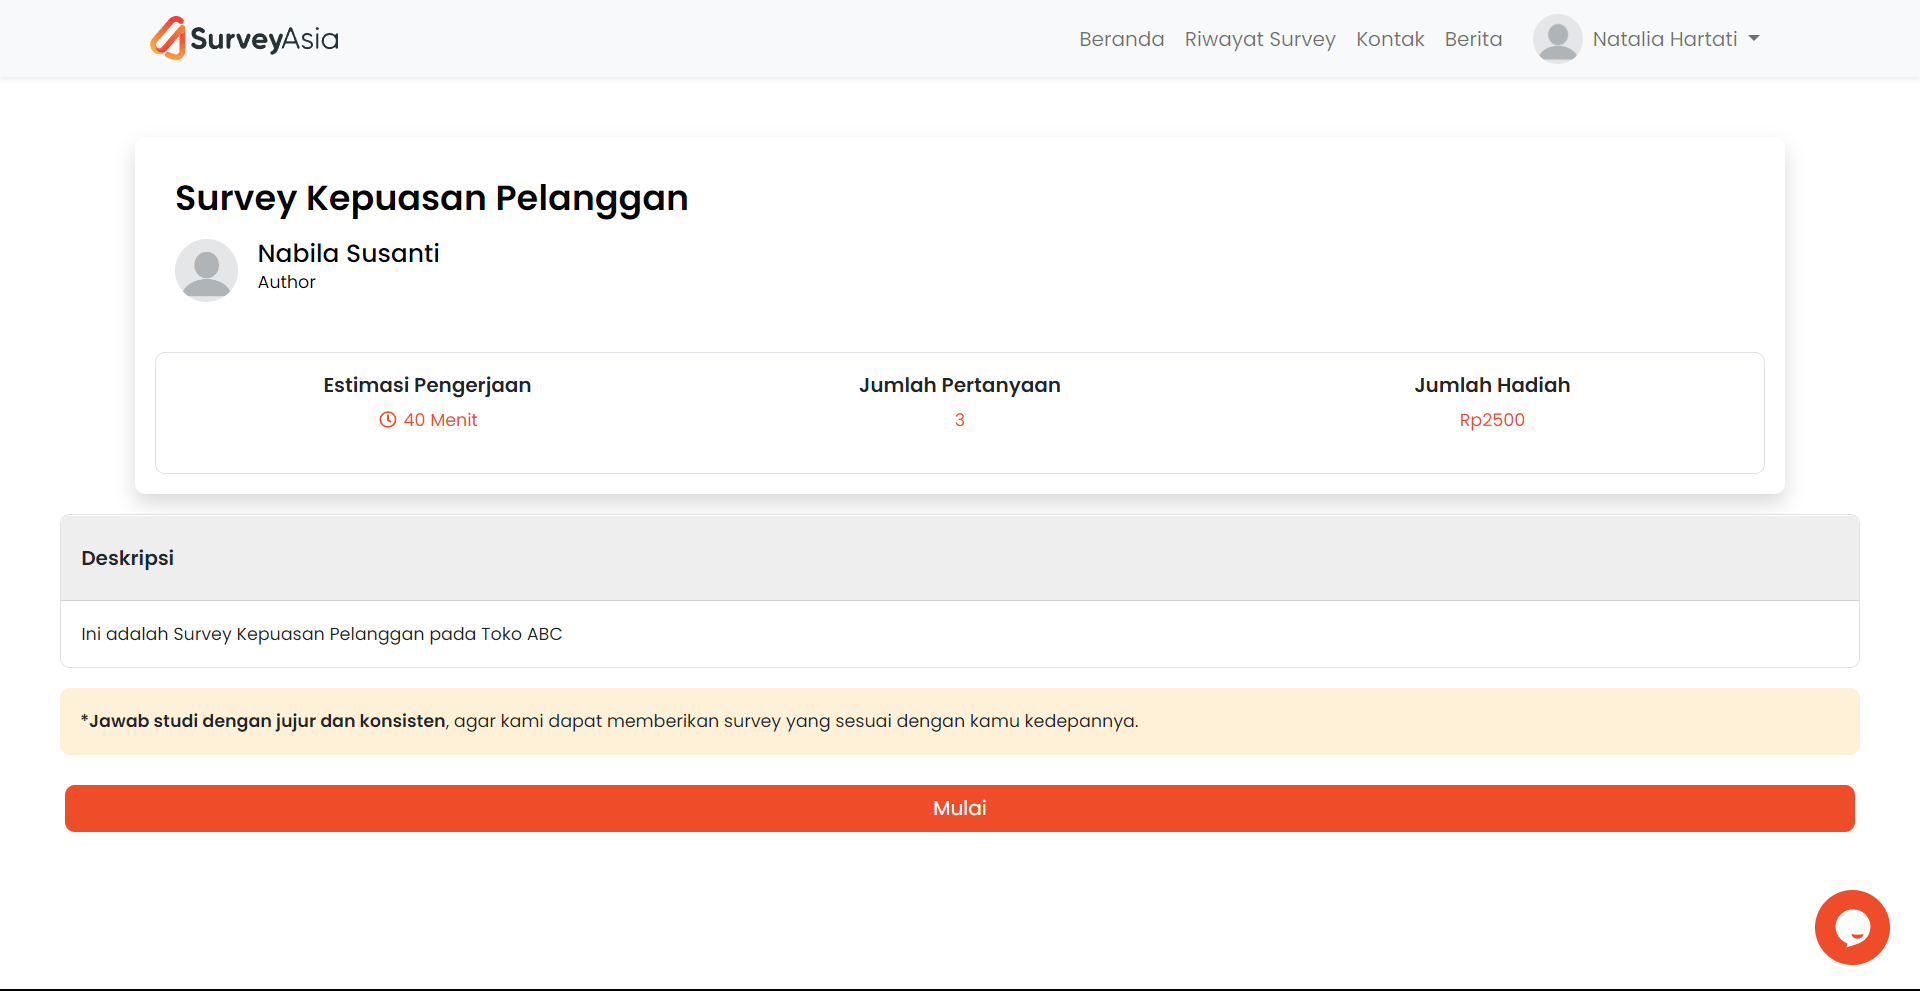 SurveyAsia
Beranda Riwayat Survey Kontak Berita Natalia Hartati
Survey Kepuasan Pelanggan
Nabila Susanti
Author
Estimasi Pengerjaan Jumlah Pertanyaan Jumlah Hadiah
40 Menit 3 Rp2500
Deskripsi
Ini adalah Survey Kepuasan Pelanggan pada Toko ABC
*Jawab studi dengan jujur dan konsisten, agar kami dapat memberikan survey yang sesuai dengan kamu kedepannya.
Mulai